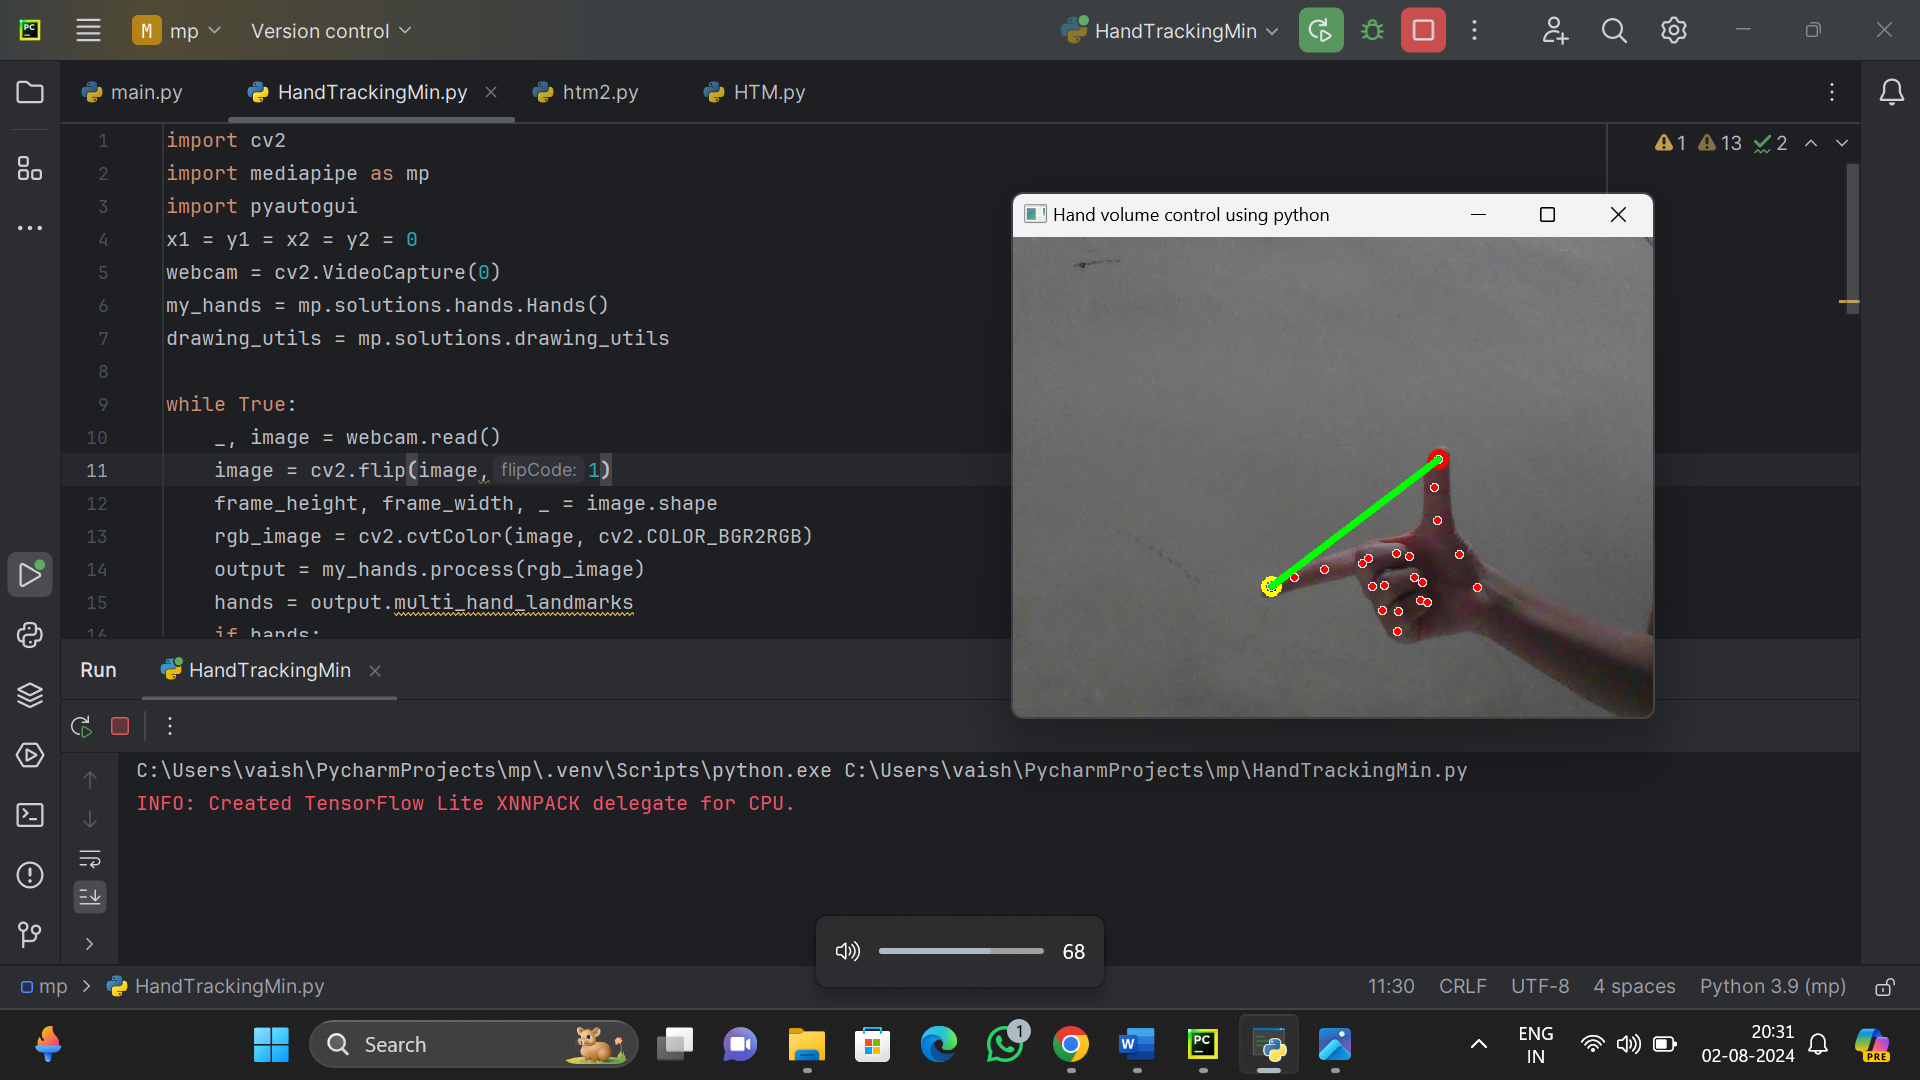 PC
M mp
Version control
HandTrackingMin
main.py
HandTrackingMin.py
htm2.py
HTM.py
1 import cv2
2 import mediapipe as mp
3 import pyautogui
4 x1 = y1 = x2 = y2 = 0
5 webcam = cv2.VideoCapture(0)
6 my_hands = mp.solutions.hands.Hands()
7 drawing_utils = mp.solutions.drawing_utils
8
9 while True:
10 _, image = webcam.read()
11 image = cv2.flip(image, flipCode: 1)
12 frame_height, frame_width, _ = image.shape
13 rgb_image = cv2.cvtColor(image, cv2.COLOR_BGR2RGB)
14 output = my_hands.process(rgb_image)
15 hands = output.multi_hand_landmarks
16 if hands:
1 13 2
Hand volume control using python
Run
HandTrackingMin
C:\Users\vaish\PycharmProjects\mp\.venv\Scripts\python.exe C:\Users\vaish\PycharmProjects\mp\HandTrackingMin.py
INFO: Created TensorFlow Lite XNNPACK delegate for CPU.
68
mp
HandTrackingMin.py
11:30
CRLF
UTF-8
4 spaces
Python 3.9 (mp)
Search
1
W
PC
ENG
IN
20:31
02-08-2024
PRE